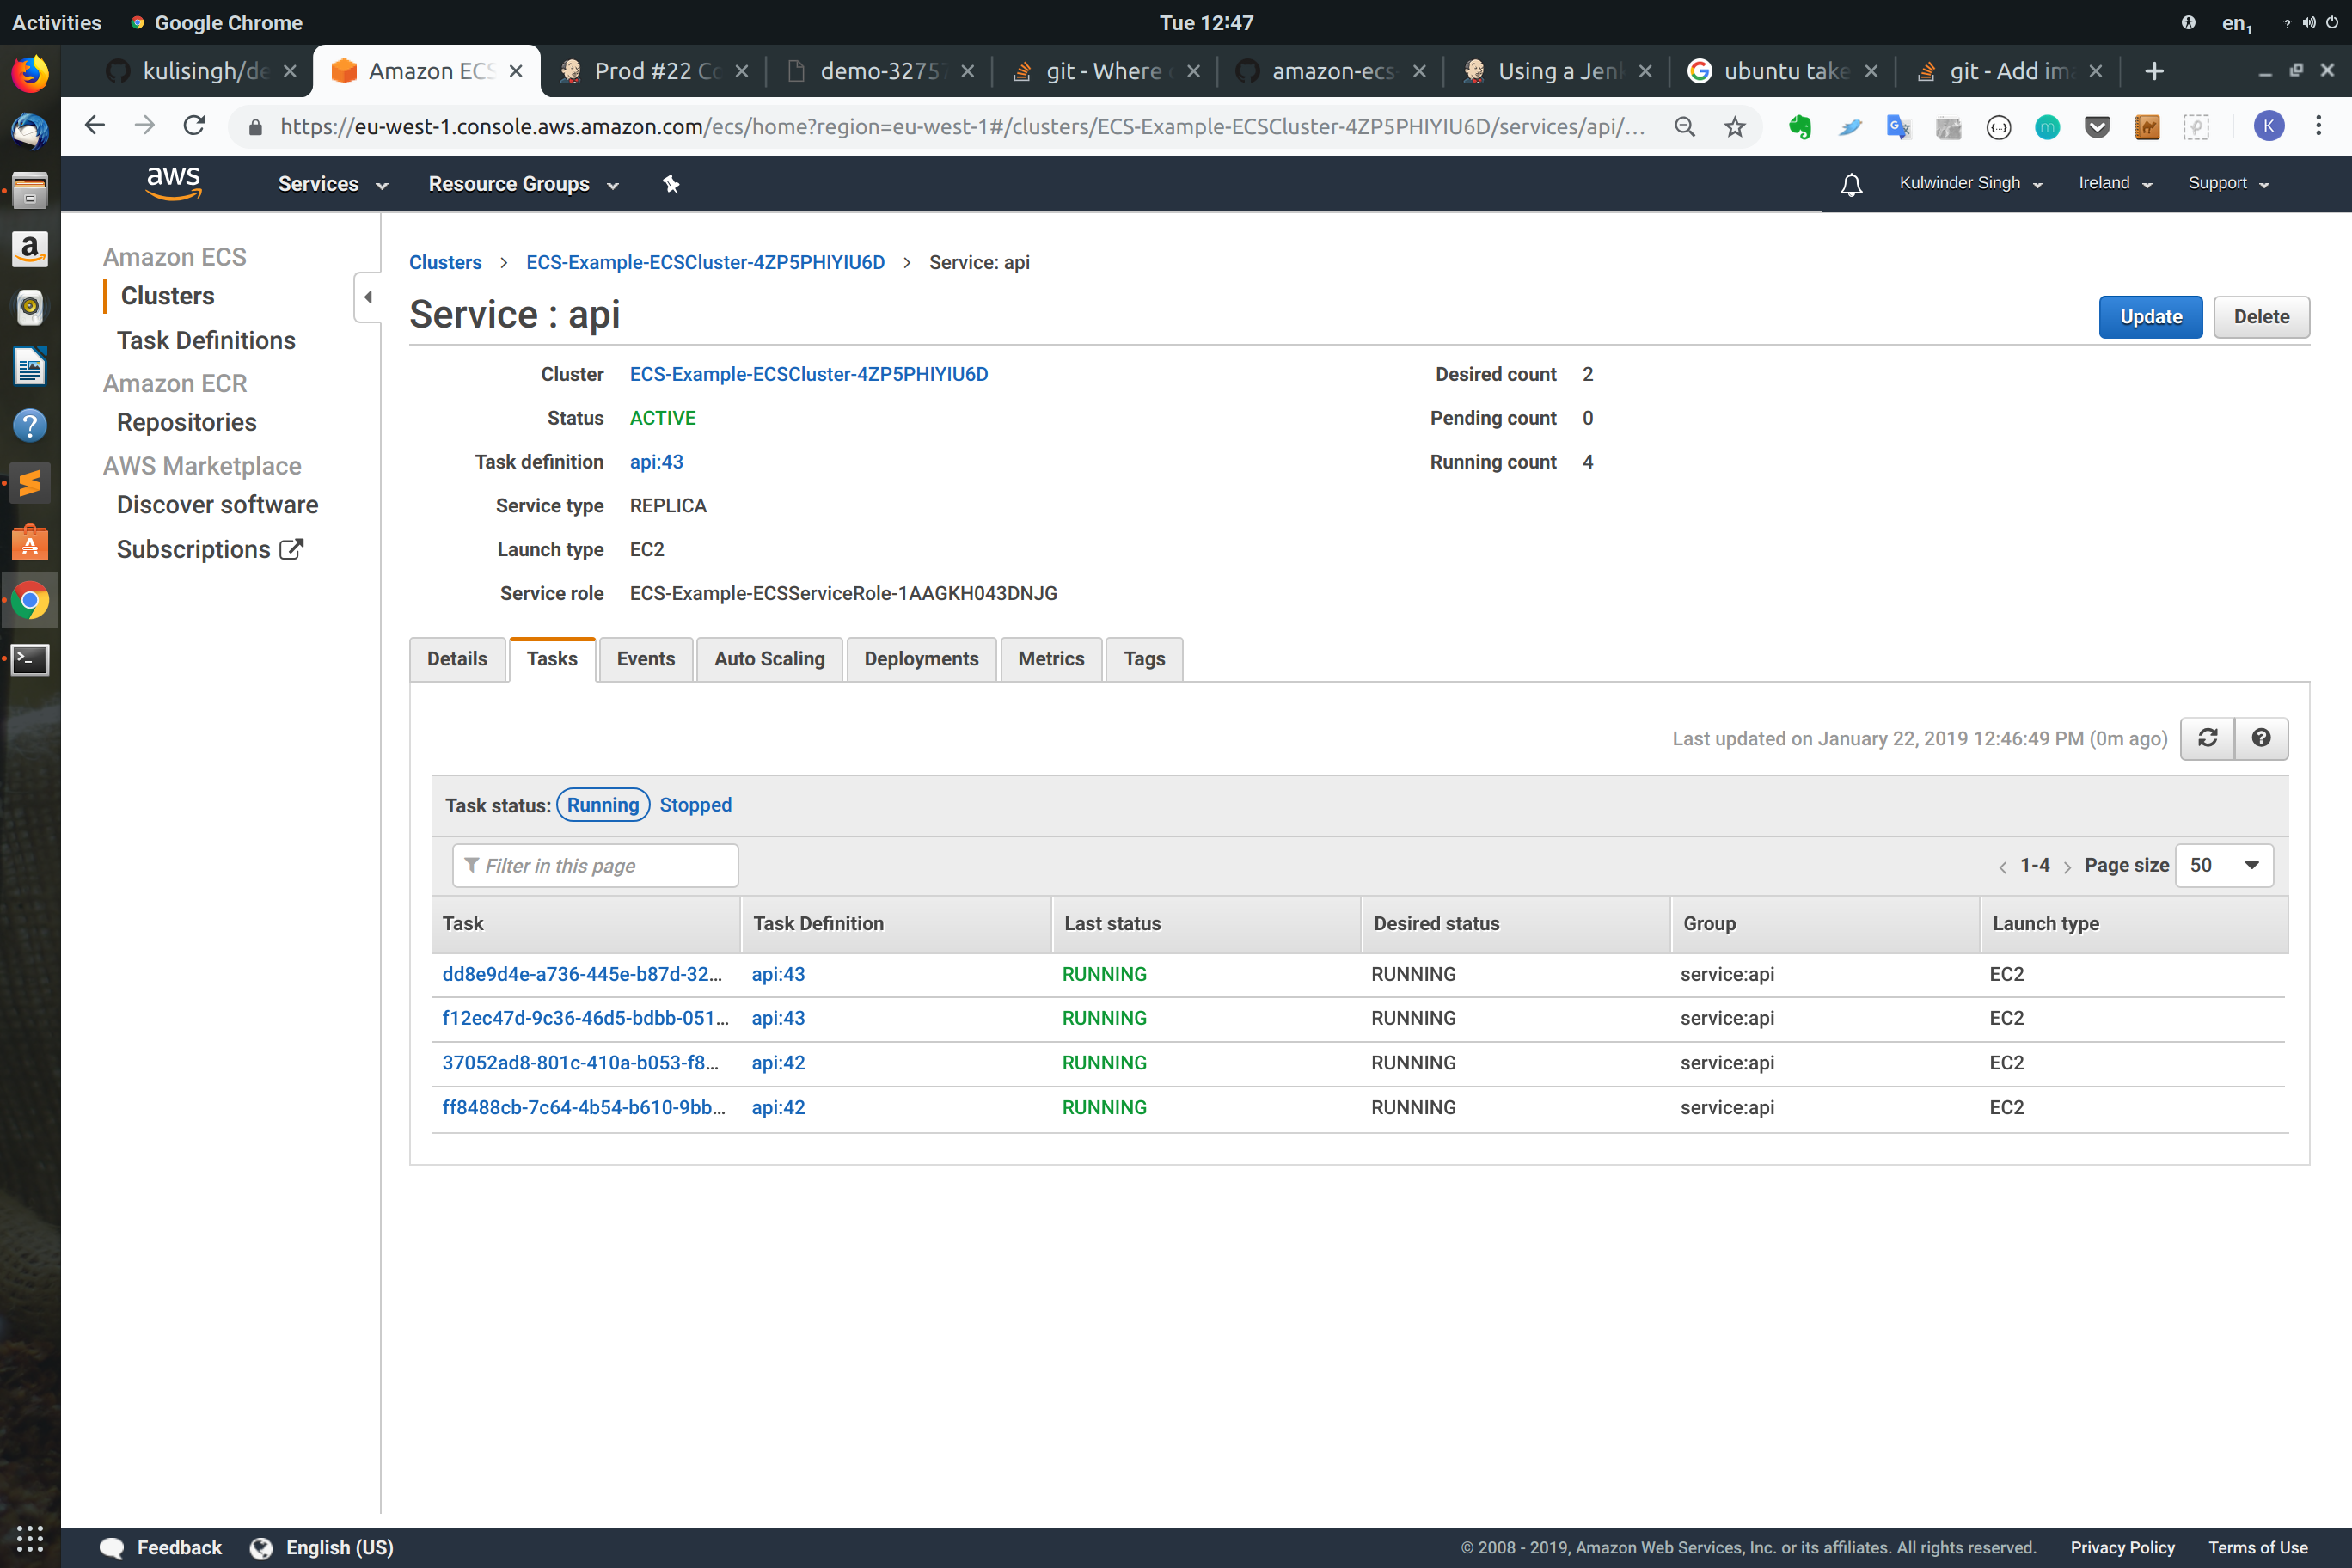 Activities Google Chrome Tue 12:47 en1
kulisingh/de Amazon ECS Prod #22 Co demo-32757 git - Where amazon-ecs- Using a Jenk ubuntu take git - Add ima
https://eu-west-1.console.aws.amazon.com/ecs/home?region=eu-west-1#/clusters/ECS-Example-ECSCluster-4ZP5PHIYIU6D/services/api/... K
aws Services Resource Groups Kulwinder Singh Ireland Support
Amazon ECS
Clusters
Task Definitions
Amazon ECR
Repositories
AWS Marketplace
Discover software
Subscriptions
Clusters > ECS-Example-ECSCluster-4ZP5PHIYIU6D > Service: api
Service : api
Update Delete
Cluster ECS-Example-ECSCluster-4ZP5PHIYIU6D Desired count 2
Status ACTIVE Pending count 0
Task definition api:43 Running count 4
Service type REPLICA
Launch type EC2
Service role ECS-Example-ECSServiceRole-1AAGKH043DNJG
Details Tasks Events Auto Scaling Deployments Metrics Tags
Last updated on January 22, 2019 12:46:49 PM (0m ago)
Task status: Running Stopped
Filter in this page < 1-4 > Page size 50
Task Task Definition Last status Desired status Group Launch type
dd8e9d4e-a736-445e-b87d-32... api:43 RUNNING RUNNING service:api EC2
f12ec47d-9c36-46d5-bdbb-051... api:43 RUNNING RUNNING service:api EC2
37052ad8-801c-410a-b053-f8... api:42 RUNNING RUNNING service:api EC2
ff8488cb-7c64-4b54-b610-9bb... api:42 RUNNING RUNNING service:api EC2
Feedback English (US) © 2008 - 2019, Amazon Web Services, Inc. or its affiliates. All rights reserved. Privacy Policy Terms of Use